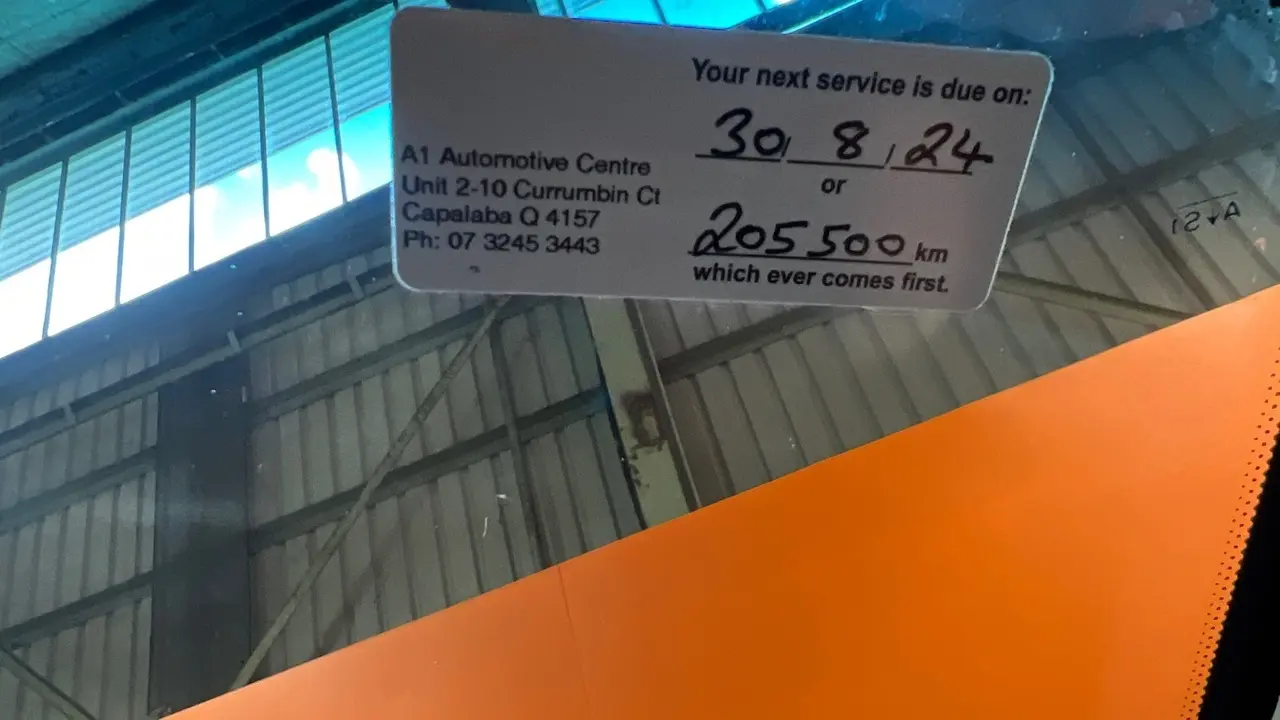 Your next service is due on:
30/8/24
or
205500 km
which ever comes first.
A1 Automotive Centre
Unit 2-10 Currumbin Ct
Capalaba Q 4157
Ph: 07 3245 3443